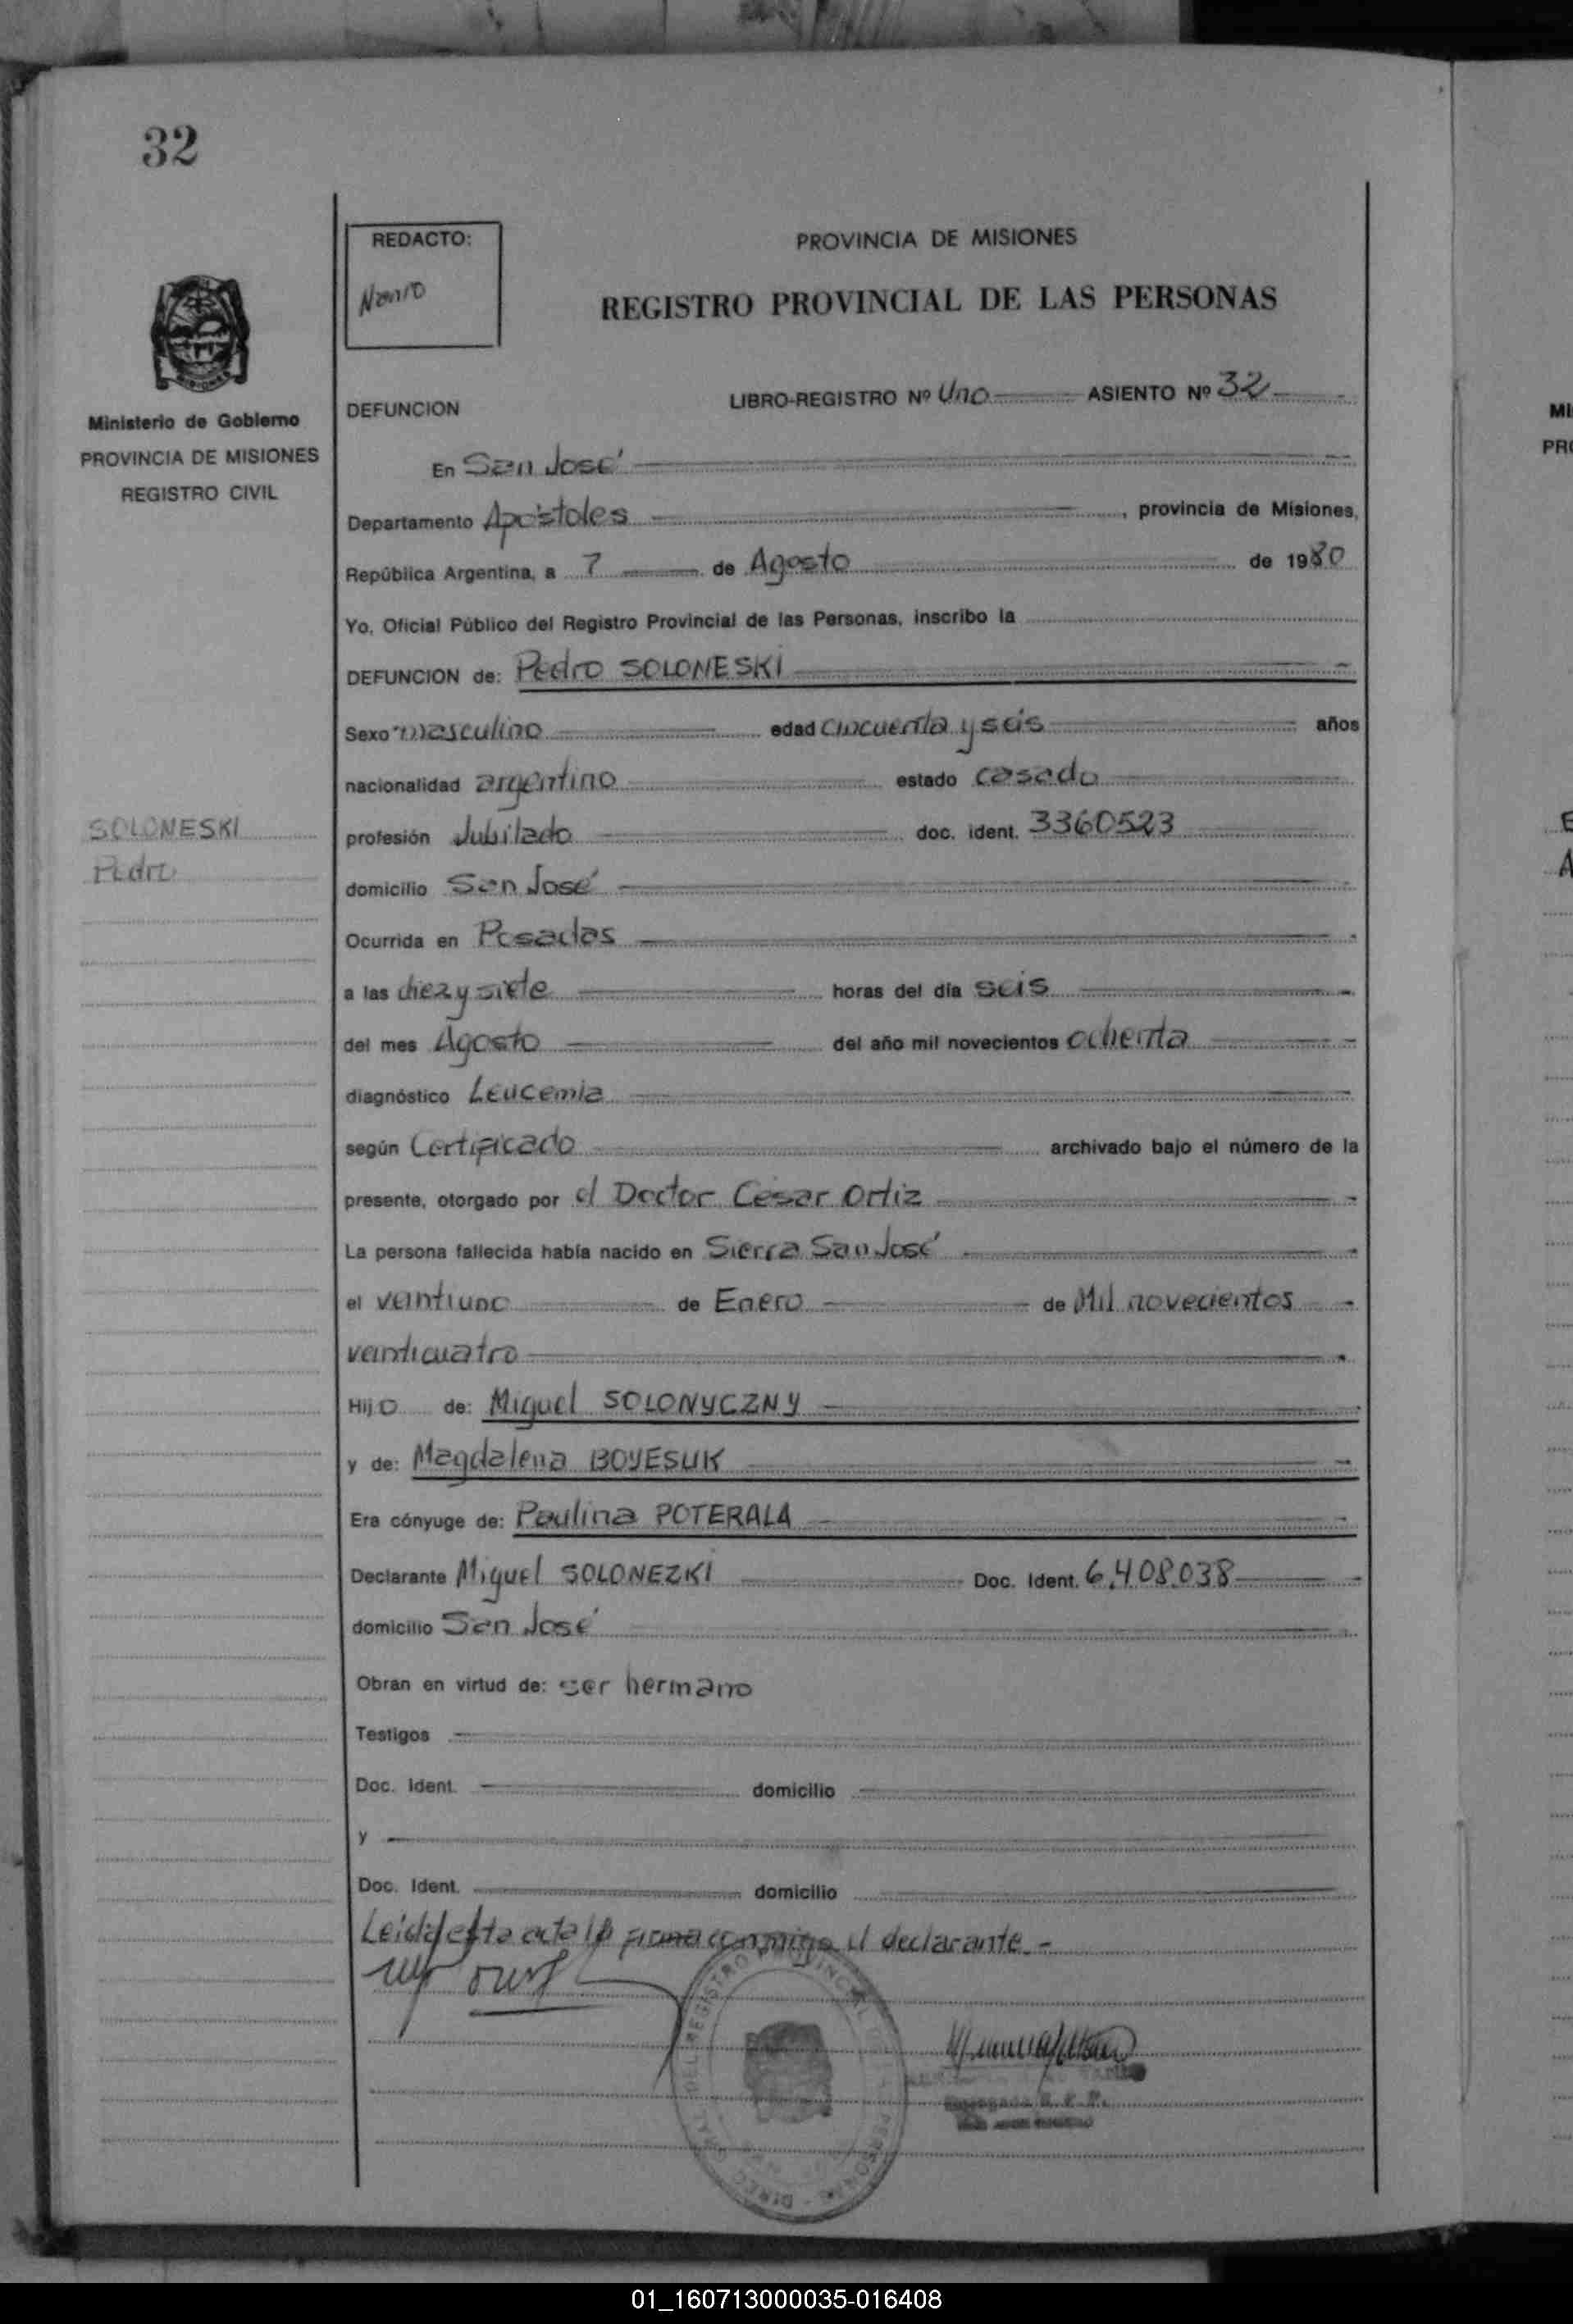 32
REDACTO:
PROVINCIA DE MISIONES
REGISTRO PROVINCIAL DE LAS PERSONAS
Ministerio de Gobierno
PROVINCIA DE MISIONES
REGISTRO CIVIL
DEFUNCION LIBRO-REGISTRO Nº Uno ASIENTO Nº 32
En San José
Departamento Apóstoles, provincia de Misiones,
República Argentina, a 7 de Agosto de 1980
Yo, Oficial Público del Registro Provincial de las Personas, inscribo la
DEFUNCION de: Pedro SOLONESKI
Sexo masculino edad cincuenta y seis años
nacionalidad argentino estado casado
SOLONESKI
Pedro
profesión Jubilado doc. ident. 3360523
domicilio San José
Ocurrida en Posadas
a las diez y siete horas del día seis
del mes Agosto del año mil novecientos ochenta
diagnóstico Leucemia
según Certificado archivado bajo el número de la
presente, otorgado por el Doctor Cesar Ortiz
La persona fallecida había nacido en Sierra San José
el veintiuno de Enero de Mil novecientos
veinticuatro
Hijo de: Miguel SOLONYCZNY
y de: Magdalena BOYESUK
Era cónyuge de: Paulina POTERALA
Declarante Miguel SOLONEZKI Doc. Ident. 6.408.038
domicilio San José
Obran en virtud de: ser hermano
Testigos
Doc. Ident. domicilio
y
Doc. Ident. domicilio
Leida esta acta la firma conmigo el declarante.-
01_160713000035-016408